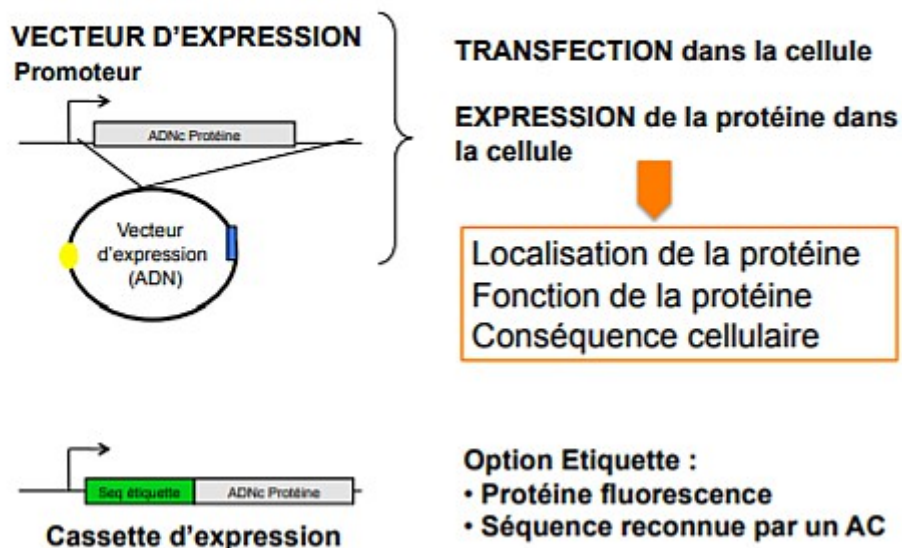 VECTEUR D'EXPRESSION
Promoteur
ADNc Protéine
Vecteur
d'expression
(ADN)
TRANSFECTION dans la cellule
EXPRESSION de la protéine dans
la cellule
Localisation de la protéine
Fonction de la protéine
Conséquence cellulaire
Seq étiquette
ADNc Protéine
Cassette d'expression
Option Etiquette :
• Protéine fluorescence
• Séquence reconnue par un AC